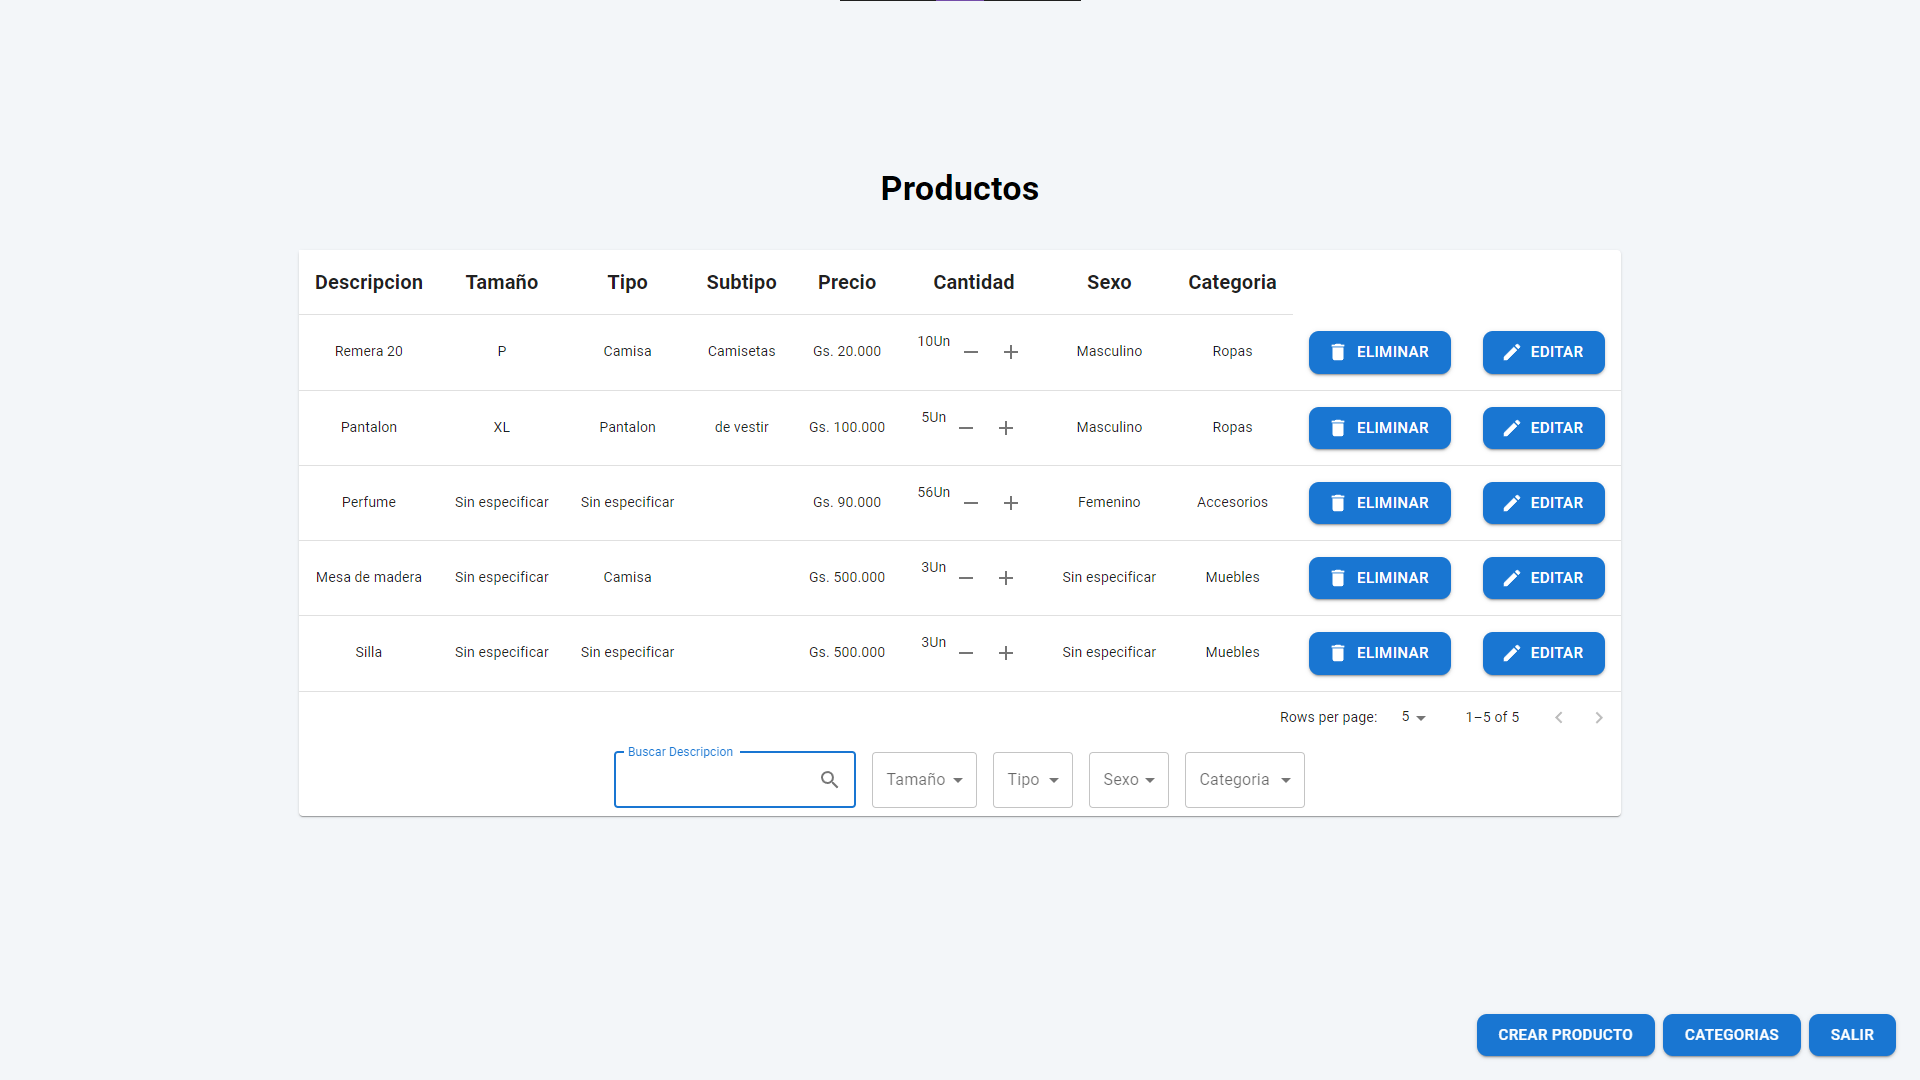 Productos
Descripcion Tamaño Tipo Subtipo Precio Cantidad Sexo Categoria
Remera 20 P Camisa Camisetas Gs. 20.000 10Un Masculino Ropas ELIMINAR EDITAR
Pantalon XL Pantalon de vestir Gs. 100.000 5Un Masculino Ropas ELIMINAR EDITAR
Perfume Sin especificar Sin especificar Gs. 90.000 56Un Femenino Accesorios ELIMINAR EDITAR
Mesa de madera Sin especificar Camisa Gs. 500.000 3Un Sin especificar Muebles ELIMINAR EDITAR
Silla Sin especificar Sin especificar Gs. 500.000 3Un Sin especificar Muebles ELIMINAR EDITAR
Rows per page: 5 1–5 of 5
Buscar Descripcion
Tamaño Tipo Sexo Categoria
CREAR PRODUCTO CATEGORIAS SALIR